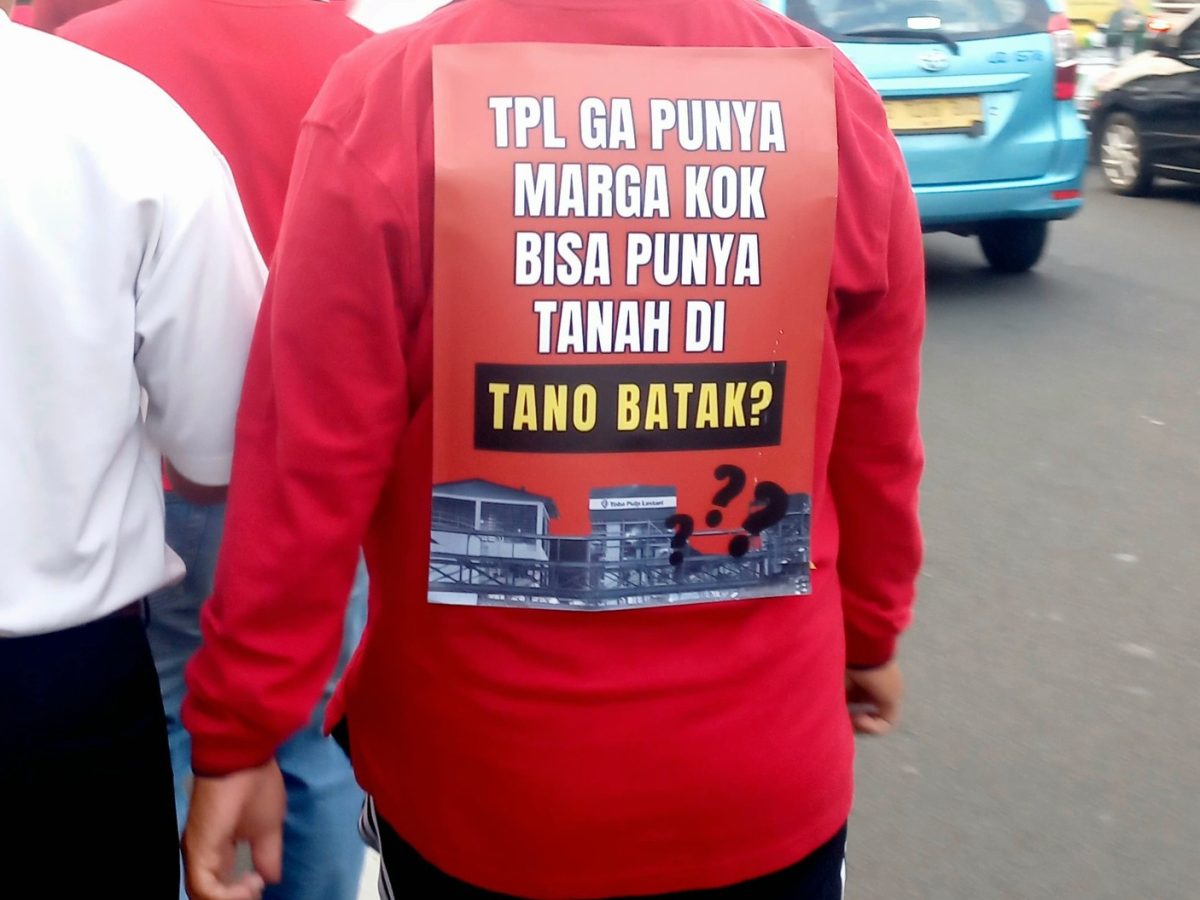 TPL GA PUNYA
MARGA KOK
BISA PUNYA
TANAH DI
TANO BATAK?
Toba Pulp Lestari
? ? ?